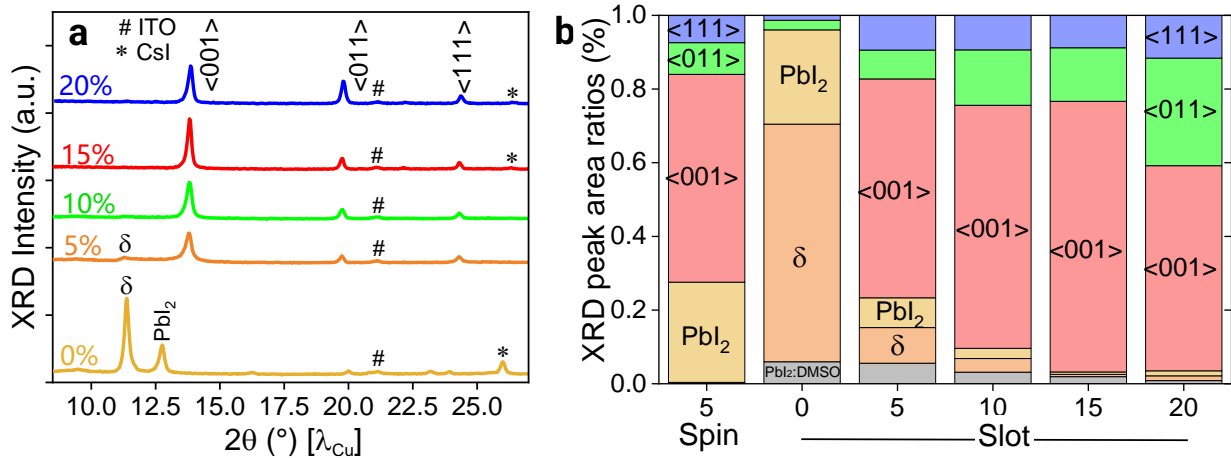 a
# ITO
* CsI
<001>
<011>
<111>
20%
#
*
15%
#
*
10%
#
5%
δ
#
δ
PbI₂
0%
#
*
XRD Intensity (a.u.)
10.0 12.5 15.0 17.5 20.0 22.5 25.0
2θ (°) [λCu]
b
XRD peak area ratios (%)
1.0
0.8
0.6
0.4
0.2
0.0
<111>
<011>
<001>
PbI₂
PbI₂
δ
PbI₂:DMSO
<001>
PbI₂
δ
<001>
<001>
<111>
<011>
<001>
5 0 5 10 15 20
Spin Slot